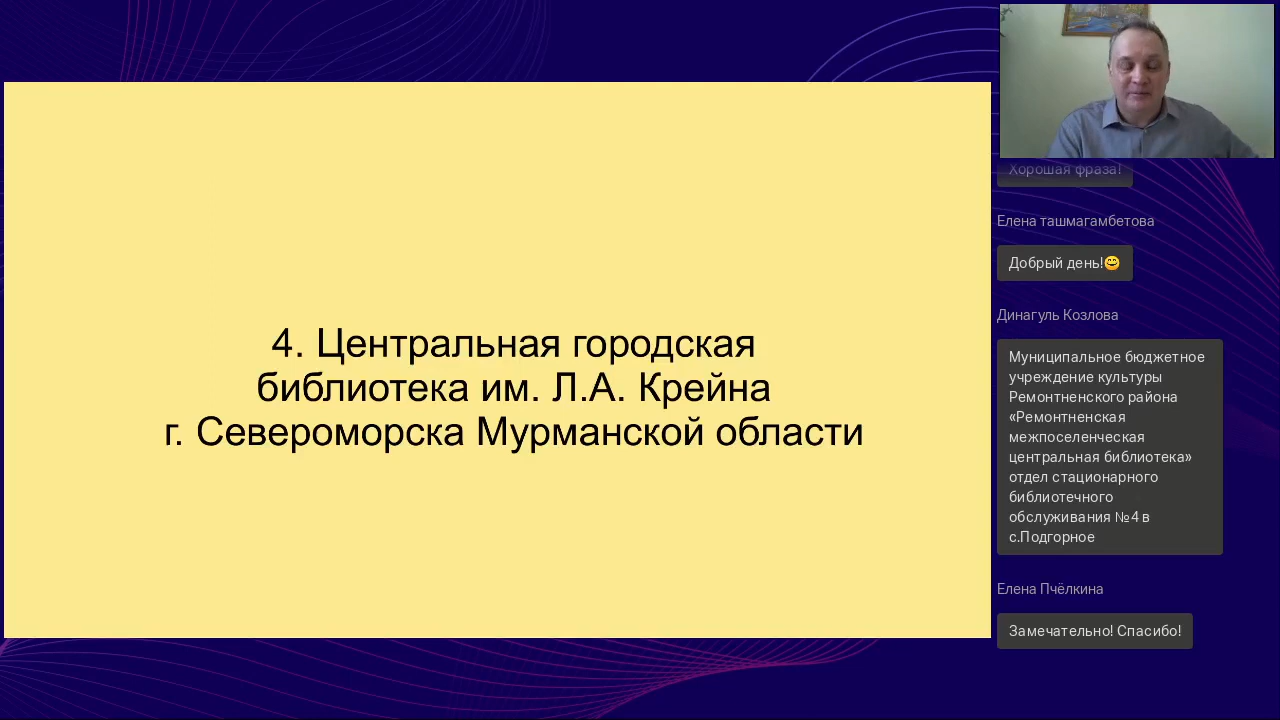 4. Центральная городская
библиотека им. Л.А. Крейна
г. Североморска Мурманской области
Хорошая фраза!
Елена ташмагамбетова
Добрый день!😊
Динагуль Козлова
Муниципальное бюджетное
учреждение культуры
Ремонтненского района
«Ремонтненская
межпоселенческая
центральная библиотека»
отдел стационарного
библиотечного
обслуживания №4 в
с.Подгорное
Елена Пчёлкина
Замечательно! Спасибо!